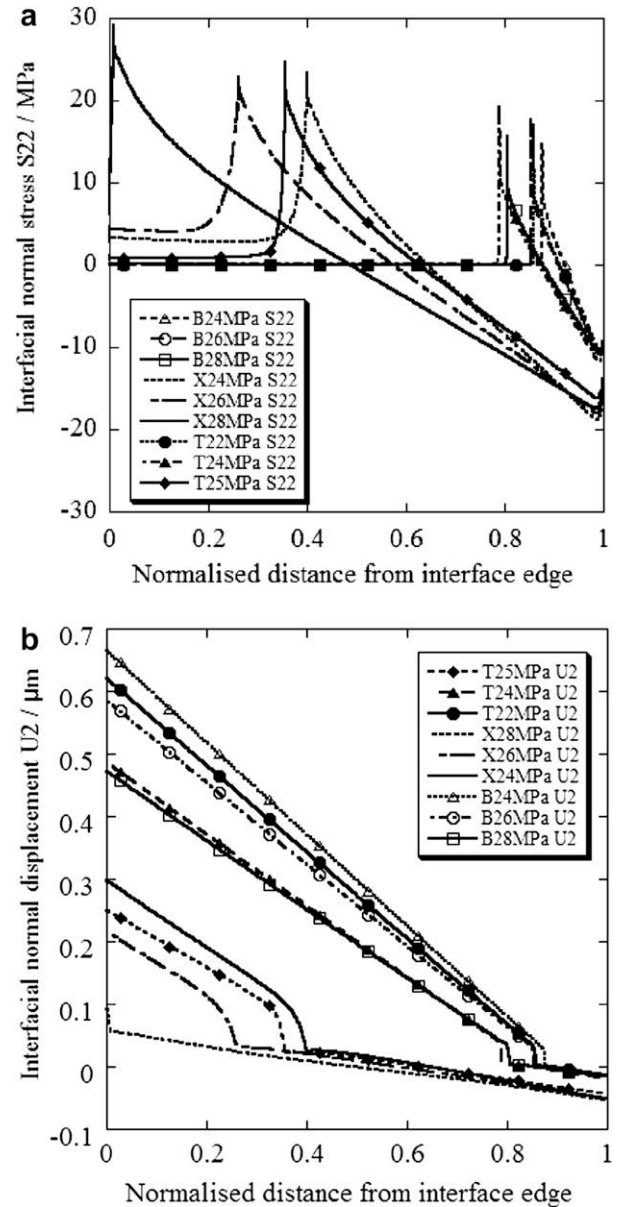 a
Interfacial normal stress S22 / MPa
30
20
10
0
-10
-20
-30
B24MPa S22
B26MPa S22
B28MPa S22
X24MPa S22
X26MPa S22
X28MPa S22
T22MPa S22
T24MPa S22
T25MPa S22
0 0.2 0.4 0.6 0.8 1
Normalised distance from interface edge
b
Interfacial normal displacement U2 / μm
0.7
0.6
0.5
0.4
0.3
0.2
0.1
0
-0.1
T25MPa U2
T24MPa U2
T22MPa U2
X28MPa U2
X26MPa U2
X24MPa U2
B24MPa U2
B26MPa U2
B28MPa U2
0 0.2 0.4 0.6 0.8 1
Normalised distance from interface edge